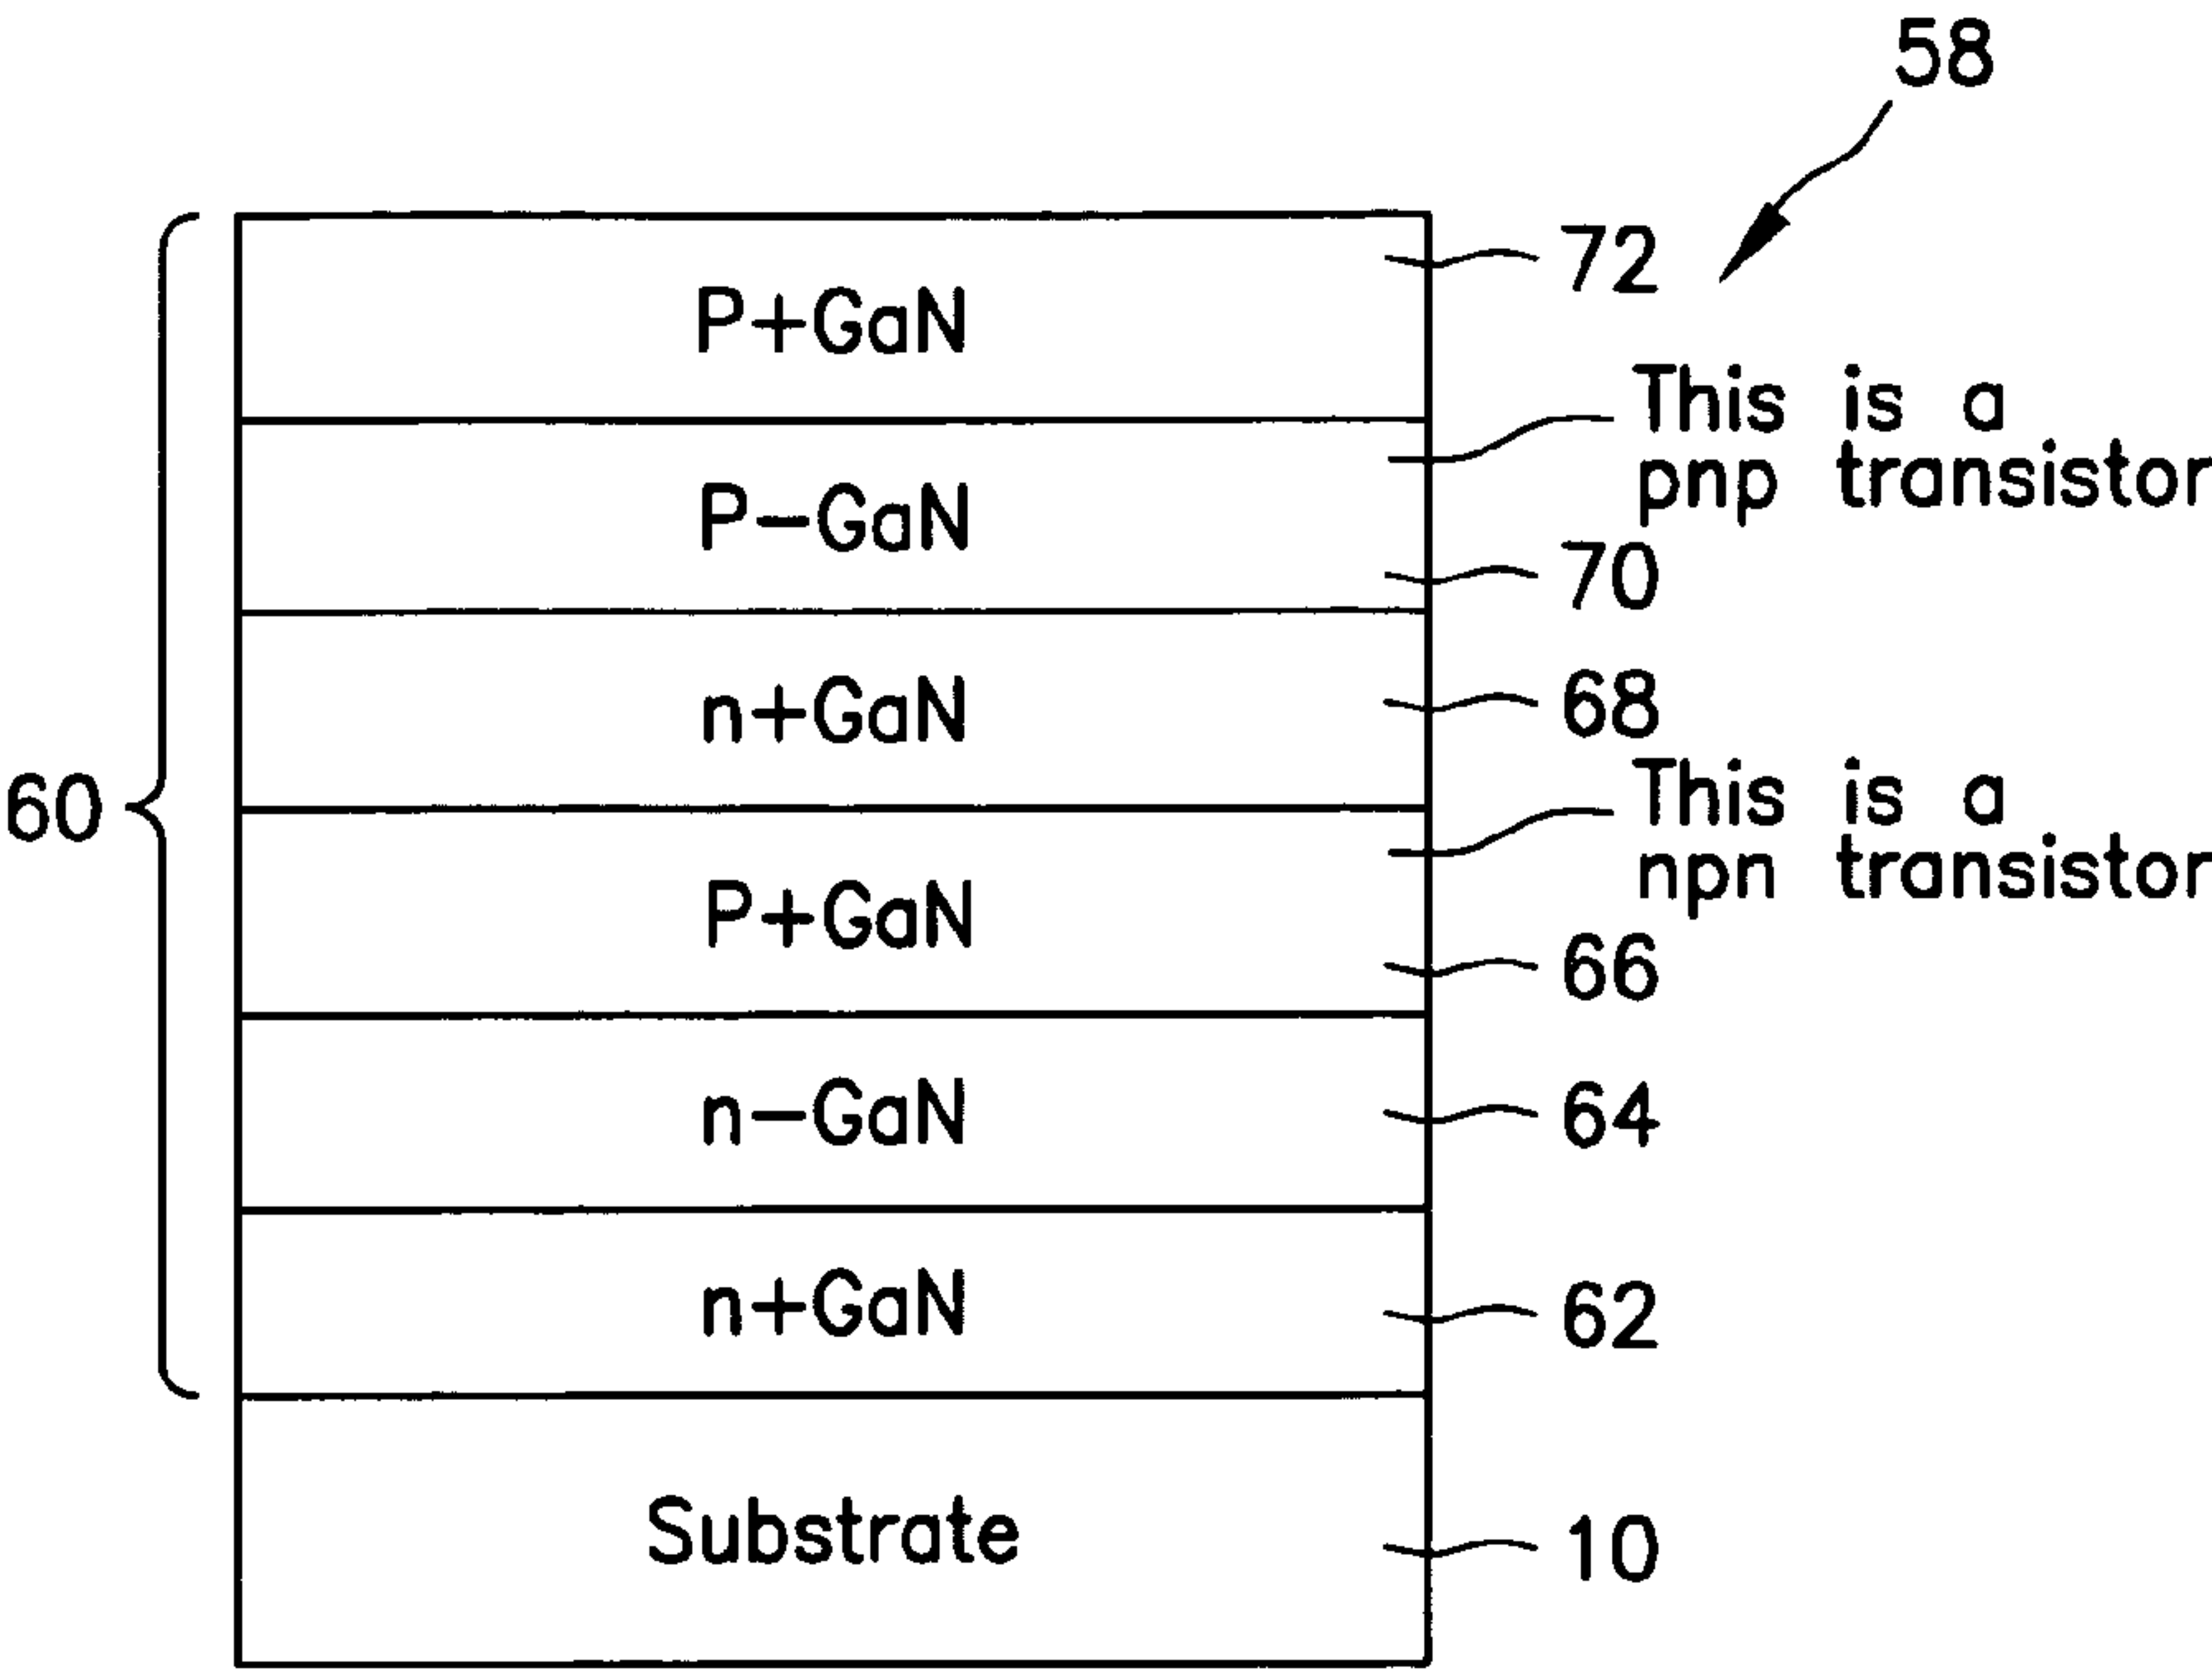 58
72
P+GaN
This is a
pnp transistor
P-GaN
70
n+GaN
68
This is a
npn transistor
60
P+GaN
66
n-GaN
64
n+GaN
62
Substrate
10